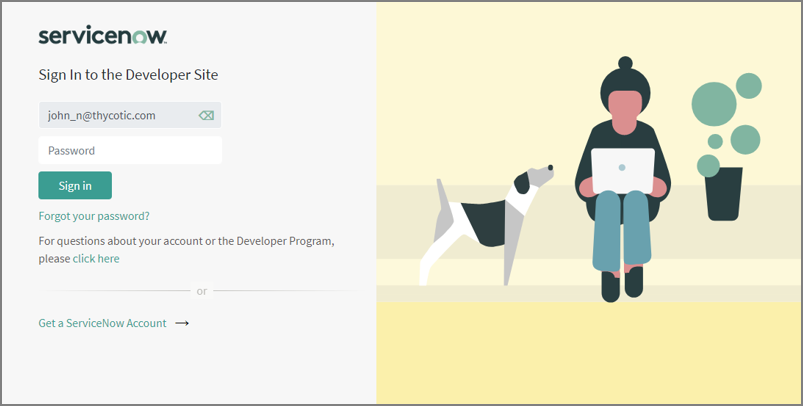 servicenow
Sign In to the Developer Site
john_n@thycotic.com
Password
Sign in
Forgot your password?
For questions about your account or the Developer Program,
please click here
or
Get a ServiceNow Account →